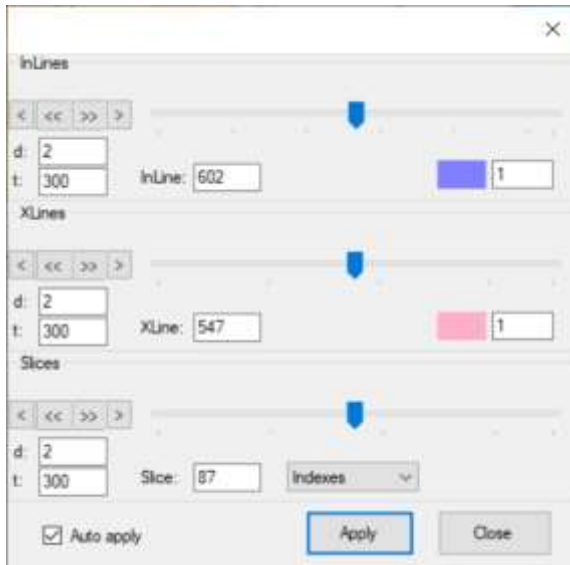 InLines
< << >> >
d: 2
t: 300 InLine: 602 1
XLines
< << >> >
d: 2
t: 300 XLine: 547 1
Slices
< << >> >
d: 2
t: 300 Slice: 87 Indexes
Auto apply Apply Close